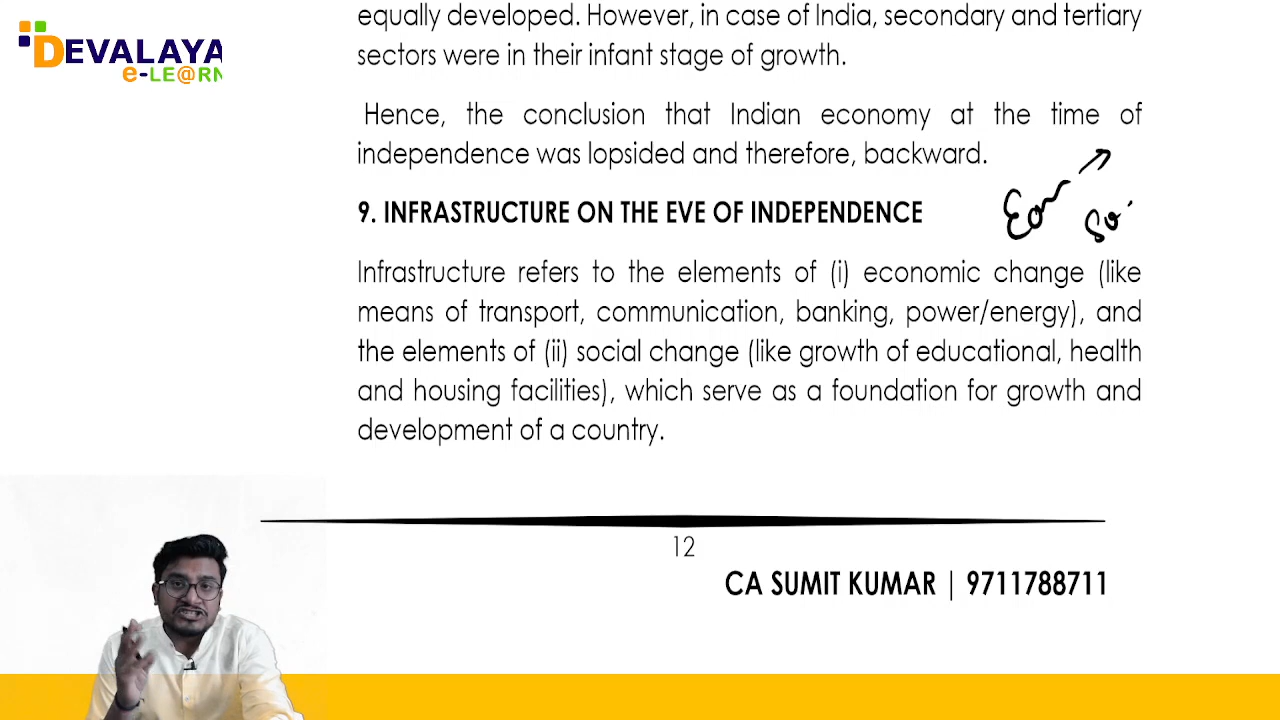 DEVALAYA
e-LE@RN
equally developed. However, in case of India, secondary and tertiary
sectors were in their infant stage of growth.
Hence, the conclusion that Indian economy at the time of
independence was lopsided and therefore, backward.
9. INFRASTRUCTURE ON THE EVE OF INDEPENDENCE
Infrastructure refers to the elements of (i) economic change (like
means of transport, communication, banking, power/energy), and
the elements of (ii) social change (like growth of educational, health
and housing facilities), which serve as a foundation for growth and
development of a country.
12
CA SUMIT KUMAR | 9711788711